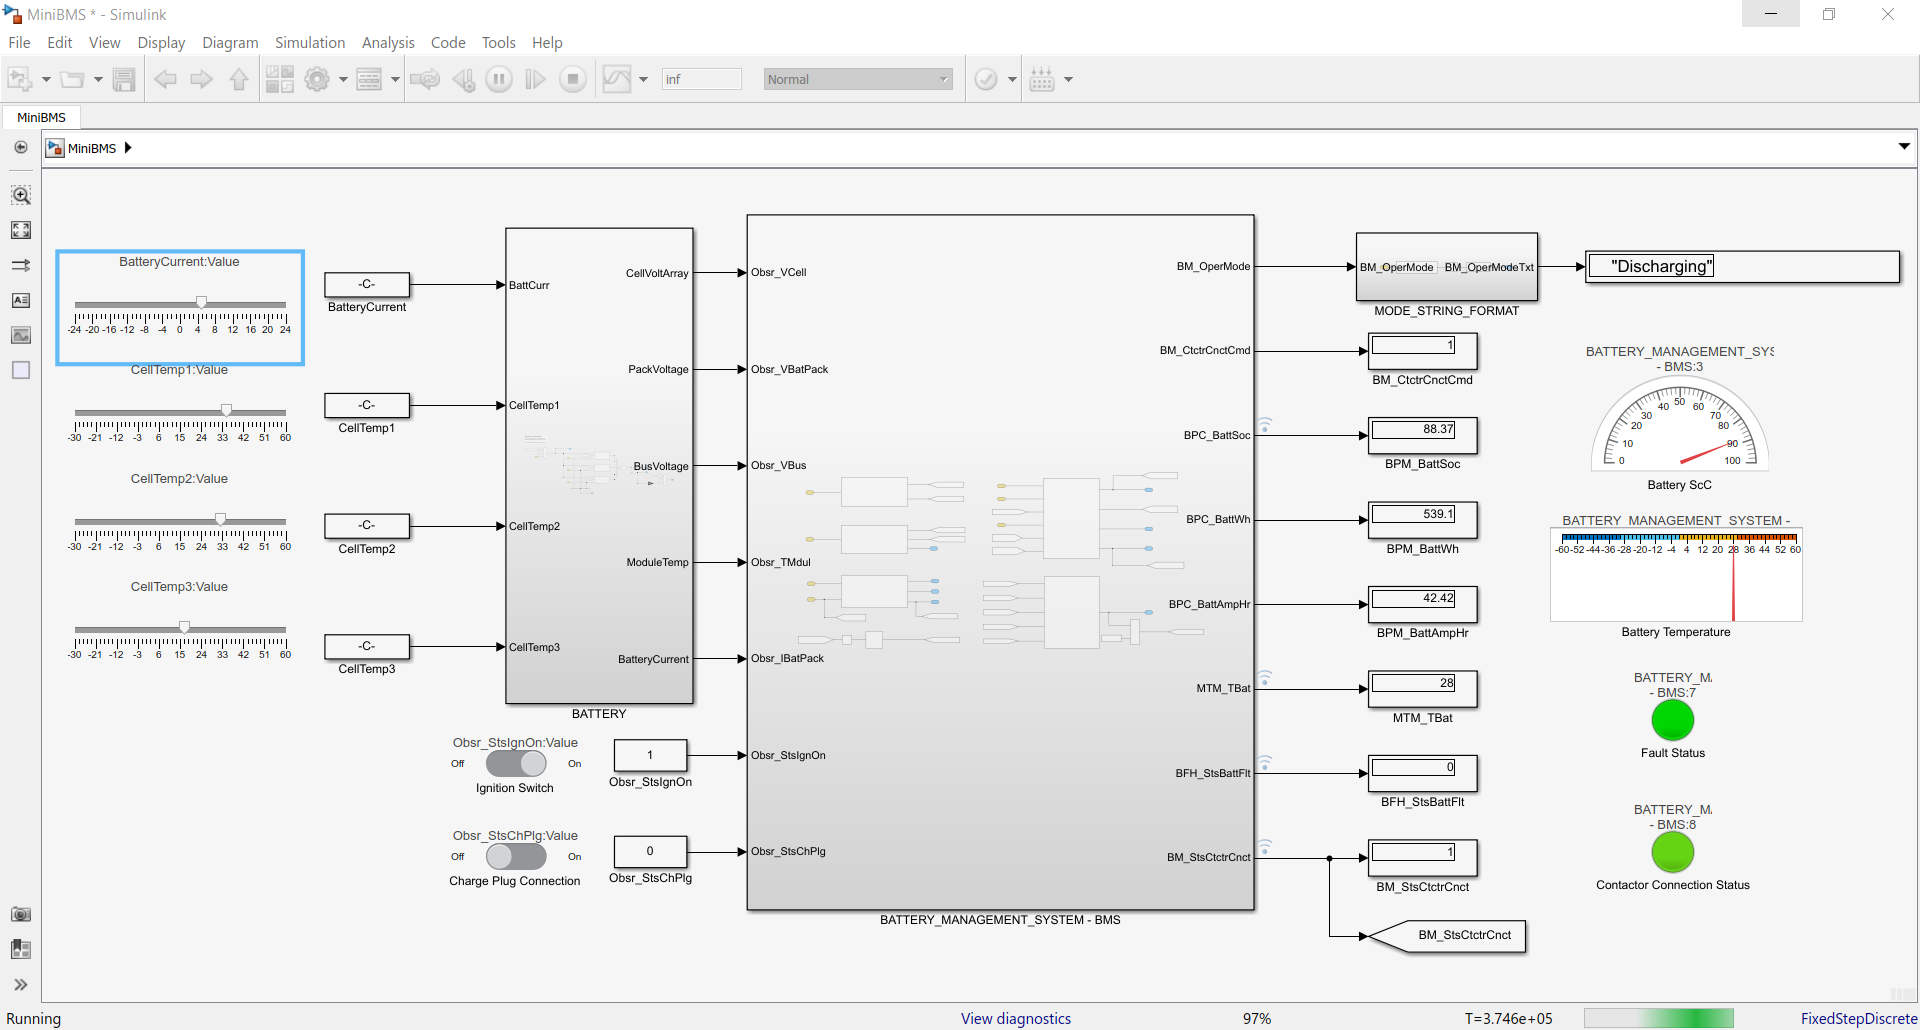 MiniBMS * - Simulink
File Edit View Display Diagram Simulation Analysis Code Tools Help
inf Normal
MiniBMS
MiniBMS
BatteryCurrent:Value
-24 -20 -16 -12 -8 -4 0 4 8 12 16 20 24
CellTemp1:Value
-30 -21 -12 -3 6 15 24 33 42 51 60
CellTemp2:Value
-30 -21 -12 -3 6 15 24 33 42 51 60
CellTemp3:Value
-30 -21 -12 -3 6 15 24 33 42 51 60
-C-
BatteryCurrent
-C-
CellTemp1
-C-
CellTemp2
-C-
CellTemp3
BattCurr
CellTemp1
CellTemp2
CellTemp3
CellVoltArray
PackVoltage
BusVoltage
ModuleTemp
BatteryCurrent
BATTERY
Obsr_StsIgnOn:Value
Off On
Ignition Switch
1
Obsr_StsIgnOn
Obsr_StsChPlg:Value
Off On
Charge Plug Connection
0
Obsr_StsChPlg
Obsr_VCell
Obsr_VBatPack
Obsr_VBus
Obsr_TMdul
Obsr_IBatPack
Obsr_StsIgnOn
Obsr_StsChPlg
BM_OperMode
BM_CtctrCnctCmd
BPC_BattSoc
BPC_BattWh
BPC_BattAmpHr
MTM_TBat
BFH_StsBattFlt
BM_StsCtctrCnct
BATTERY_MANAGEMENT_SYSTEM - BMS
BM_OperMode BM_OperModeTxt
MODE_STRING_FORMAT
"Discharging"
1
BM_CtctrCnctCmd
88.37
BPM_BattSoc
539.1
BPM_BattWh
42.42
BPM_BattAmpHr
28
MTM_TBat
0
BFH_StsBattFlt
1
BM_StsCtctrCnct
BM_StsCtctrCnct
BATTERY_MANAGEMENT_SYS
- BMS:3
0 10 20 30 40 50 60 70 80 90 100
Battery SoC
BATTERY_MANAGEMENT_SYSTEM -
-60 -52 -44 -36 -28 -20 -12 -4 4 12 20 28 36 44 52 60
Battery Temperature
BATTERY_MA
- BMS:7
Fault Status
BATTERY_MA
- BMS:8
Contactor Connection Status
Running View diagnostics 97% T=3.746e+05 FixedStepDiscrete